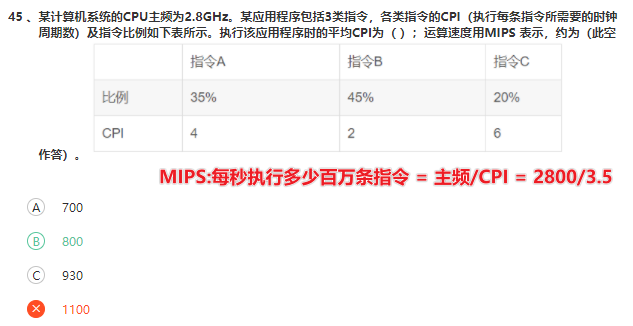 45 、某计算机系统的CPU主频为2.8GHz。某应用程序包括3类指令，各类指令的CPI（执行每条指令所需要的时钟
周期数）及指令比例如下表所示。执行该应用程序时的平均CPI为（ ）；运算速度用MIPS 表示，约为（此空
指令A 指令B 指令C
比例 35% 45% 20%
CPI 4 2 6
作答）。
MIPS:每秒执行多少百万条指令 = 主频/CPI = 2800/3.5
A 700
B 800
C 930
1100